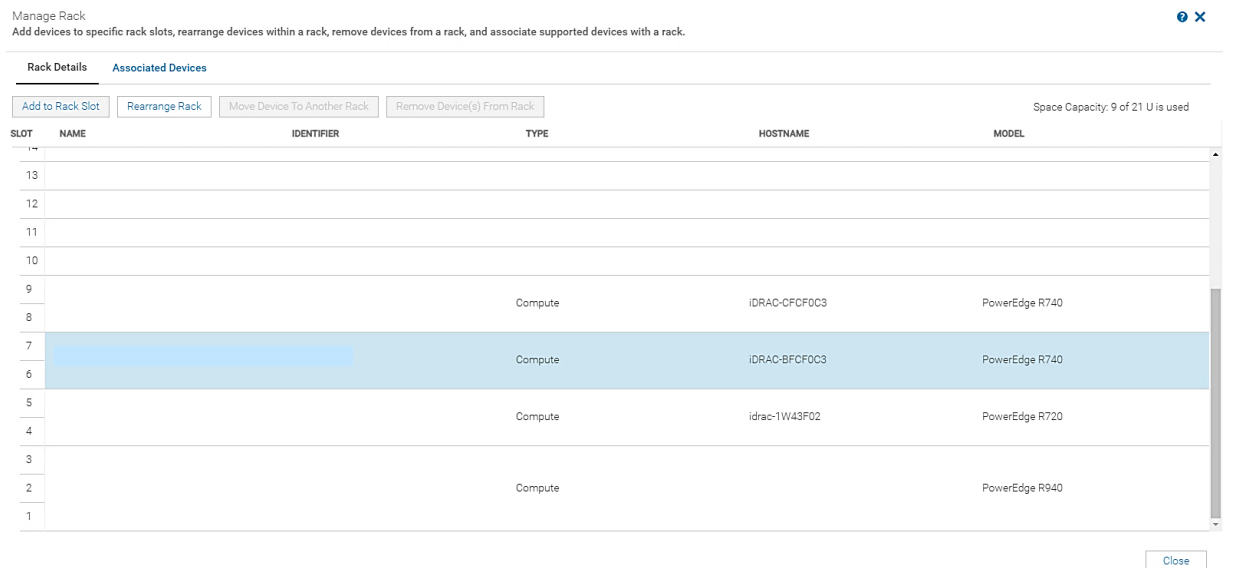 Manage Rack
Add devices to specific rack slots, rearrange devices within a rack, remove devices from a rack, and associate supported devices with a rack.
Rack Details Associated Devices
Add to Rack Slot Rearrange Rack Move Device To Another Rack Remove Device(s) From Rack Space Capacity: 9 of 21 U is used
SLOT NAME IDENTIFIER TYPE HOSTNAME MODEL
14
13
12
11
10
9
Compute iDRAC-CFCF0C3 PowerEdge R740
8
7
Compute iDRAC-BFCF0C3 PowerEdge R740
6
5
Compute idrac-1W43F02 PowerEdge R720
4
3
2 Compute PowerEdge R940
1
Close